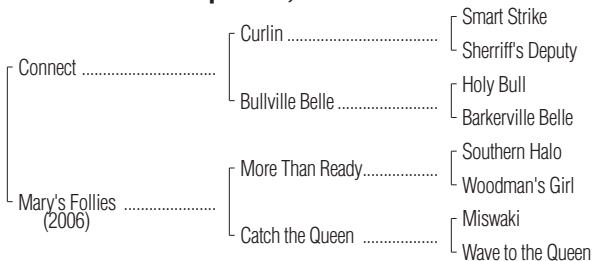 Smart Strike
Curlin ..............................
Sherriff's Deputy
Connect ...........................
Holy Bull
Bullville Belle ....................
Barkerville Belle
Southern Halo
More Than Ready...............
Woodman's Girl
Mary's Follies ....................
(2006)
Miswaki
Catch the Queen ...............
Wave to the Queen